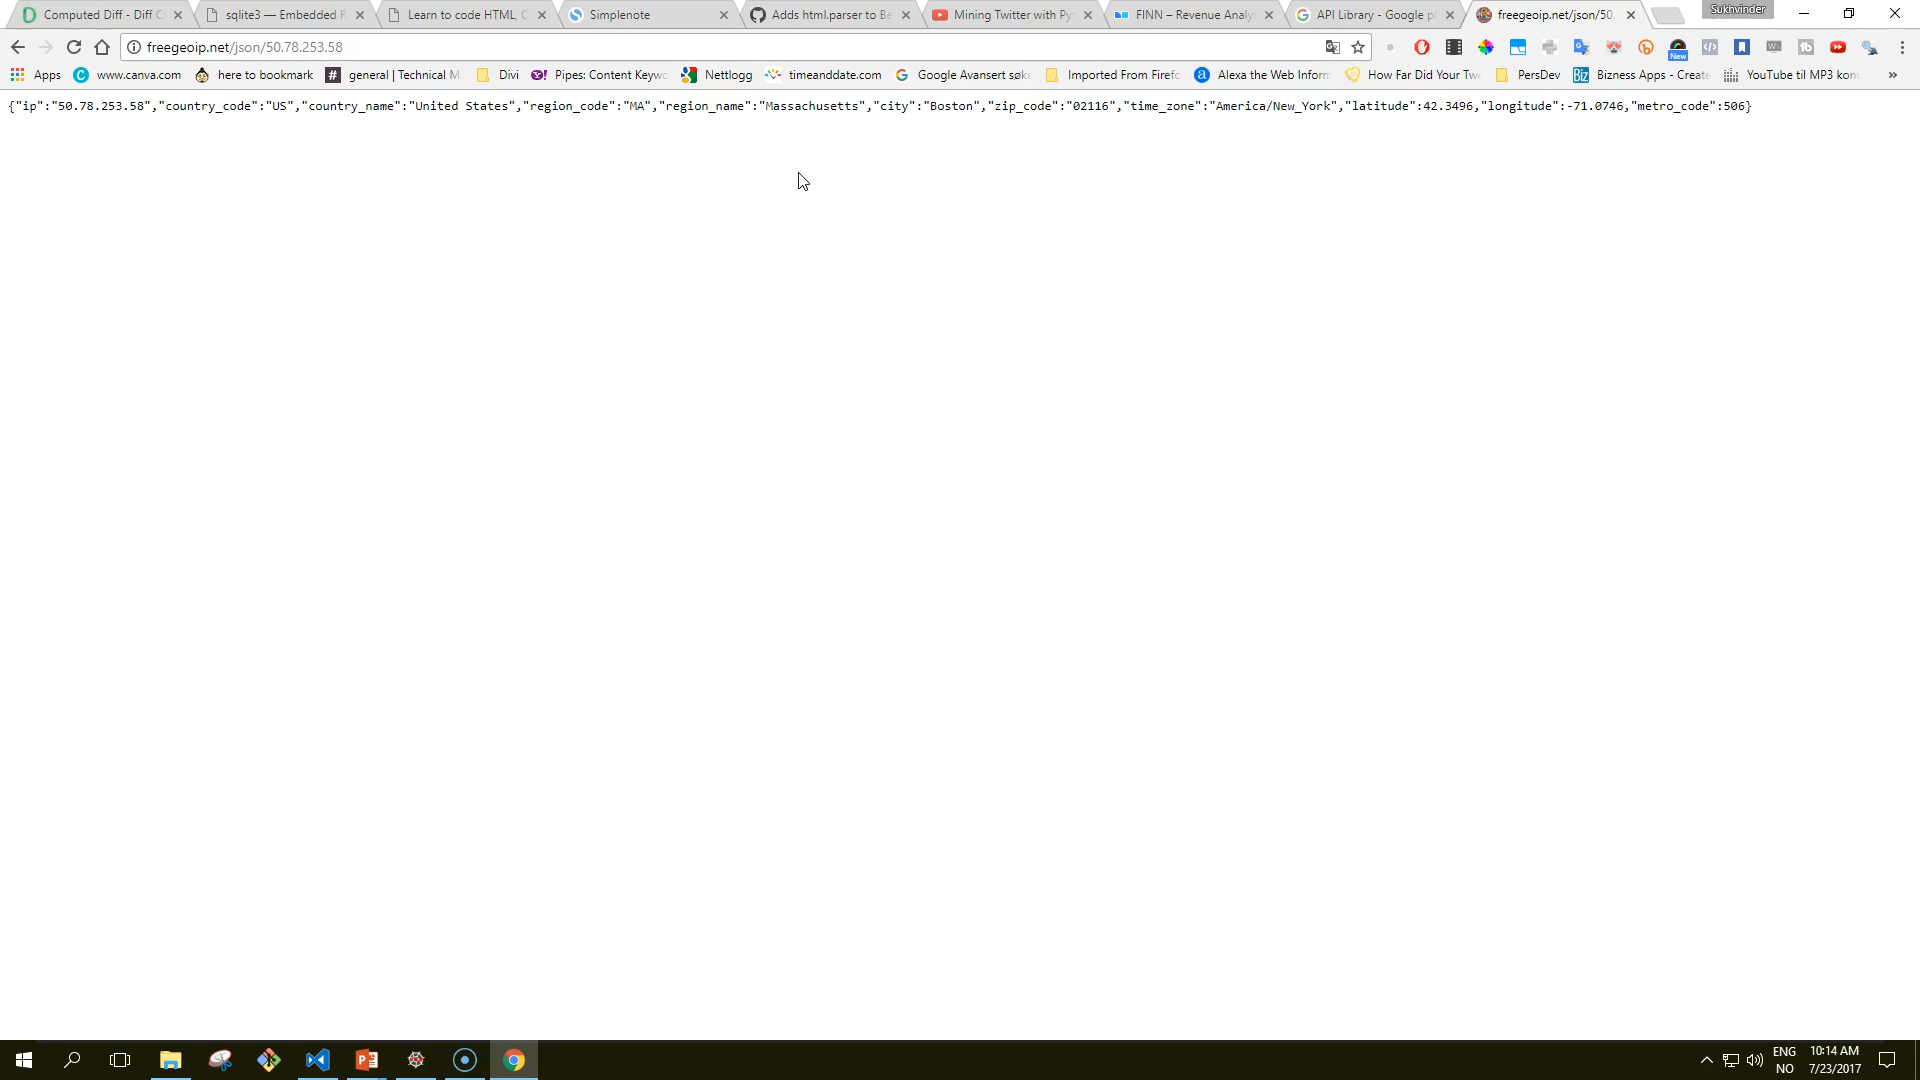 Computed Diff - Diff C
sqlite3 — Embedded R
Learn to code HTML, C
Simplenote
Adds html.parser to Be
Mining Twitter with Py
FINN – Revenue Analy
API Library - Google p
freegeoip.net/json/50.
Sukhvinder
freegeoip.net/json/50.78.253.58
New
Apps
www.canva.com
here to bookmark
general | Technical M
Divi
Pipes: Content Keywo
Nettlogg
timeanddate.com
Google Avansert søk
Imported From Firefo
Alexa the Web Inform
How Far Did Your Tw
PersDev
Bizness Apps - Create
YouTube til MP3 kon
»
{"ip":"50.78.253.58","country_code":"US","country_name":"United States","region_code":"MA","region_name":"Massachusetts","city":"Boston","zip_code":"02116","time_zone":"America/New_York","latitude":42.3496,"longitude":-71.0746,"metro_code":506}
ENG
NO
10:14 AM
7/23/2017